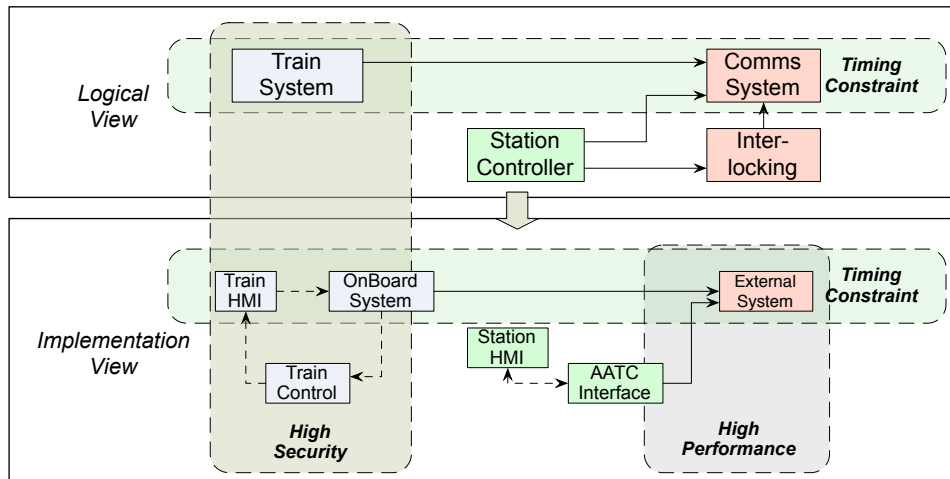 Logical
View
Train
System
Comms
System
Timing
Constraint
Station
Controller
Inter-
locking
Implementation
View
Train
HMI
OnBoard
System
External
System
Timing
Constraint
Station
HMI
Train
Control
AATC
Interface
High
Security
High
Performance